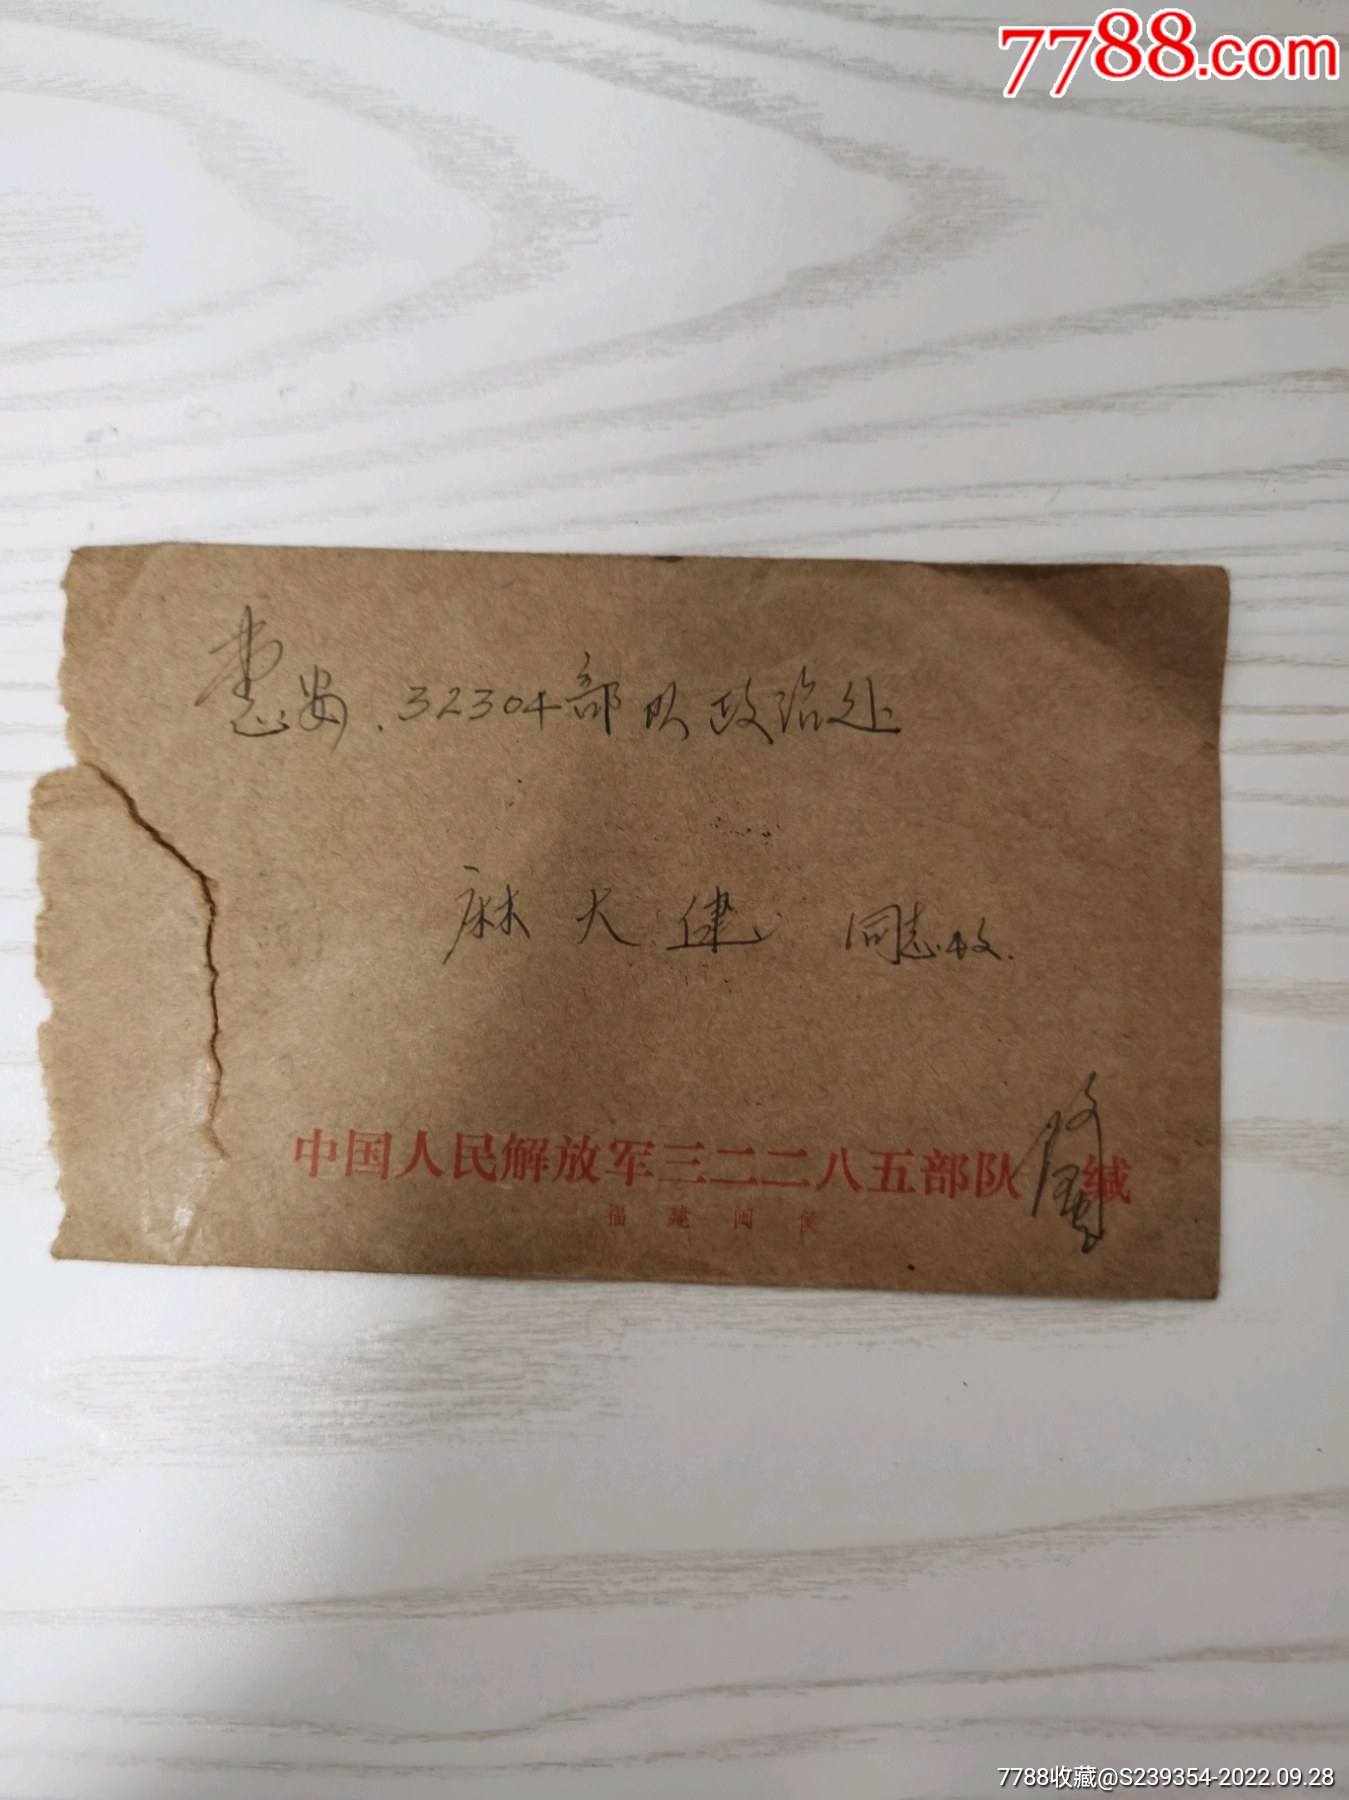 7788.com
惠安.32304部队政治处
麻大健 同志收.
中国人民解放军三二二八五部队 缄
福建闽侯
7788收藏@S239354-2022.09.28